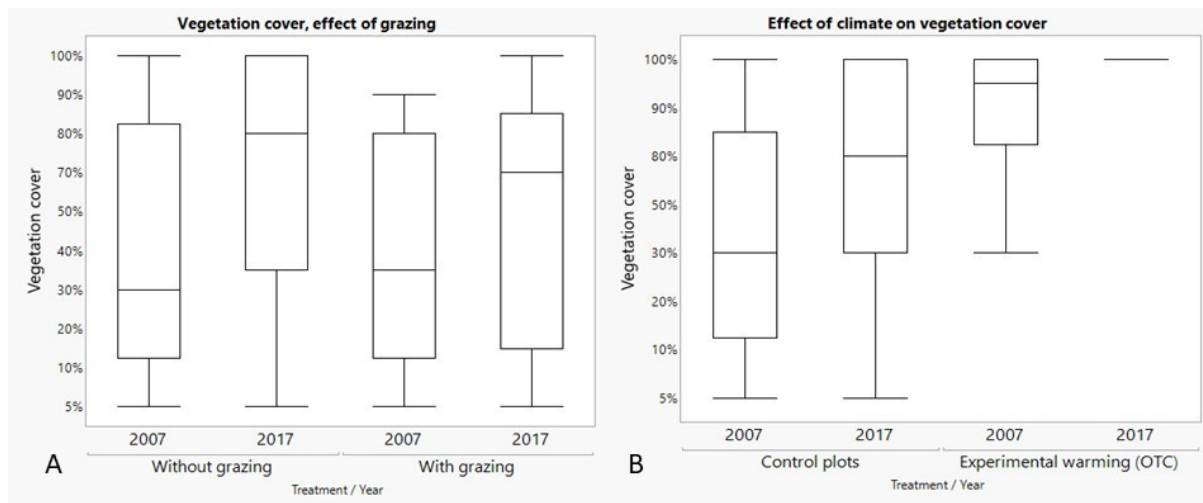 Vegetation cover, effect of grazing
Vegetation cover
100%
90%
80%
70%
50%
40%
30%
20%
10%
5%
2007 2017 2007 2017
Without grazing With grazing
Treatment / Year
A
Effect of climate on vegetation cover
Vegetation cover
100%
90%
80%
50%
30%
20%
10%
5%
2007 2017 2007 2017
Control plots Experimental warming (OTC)
Treatment / Year
B